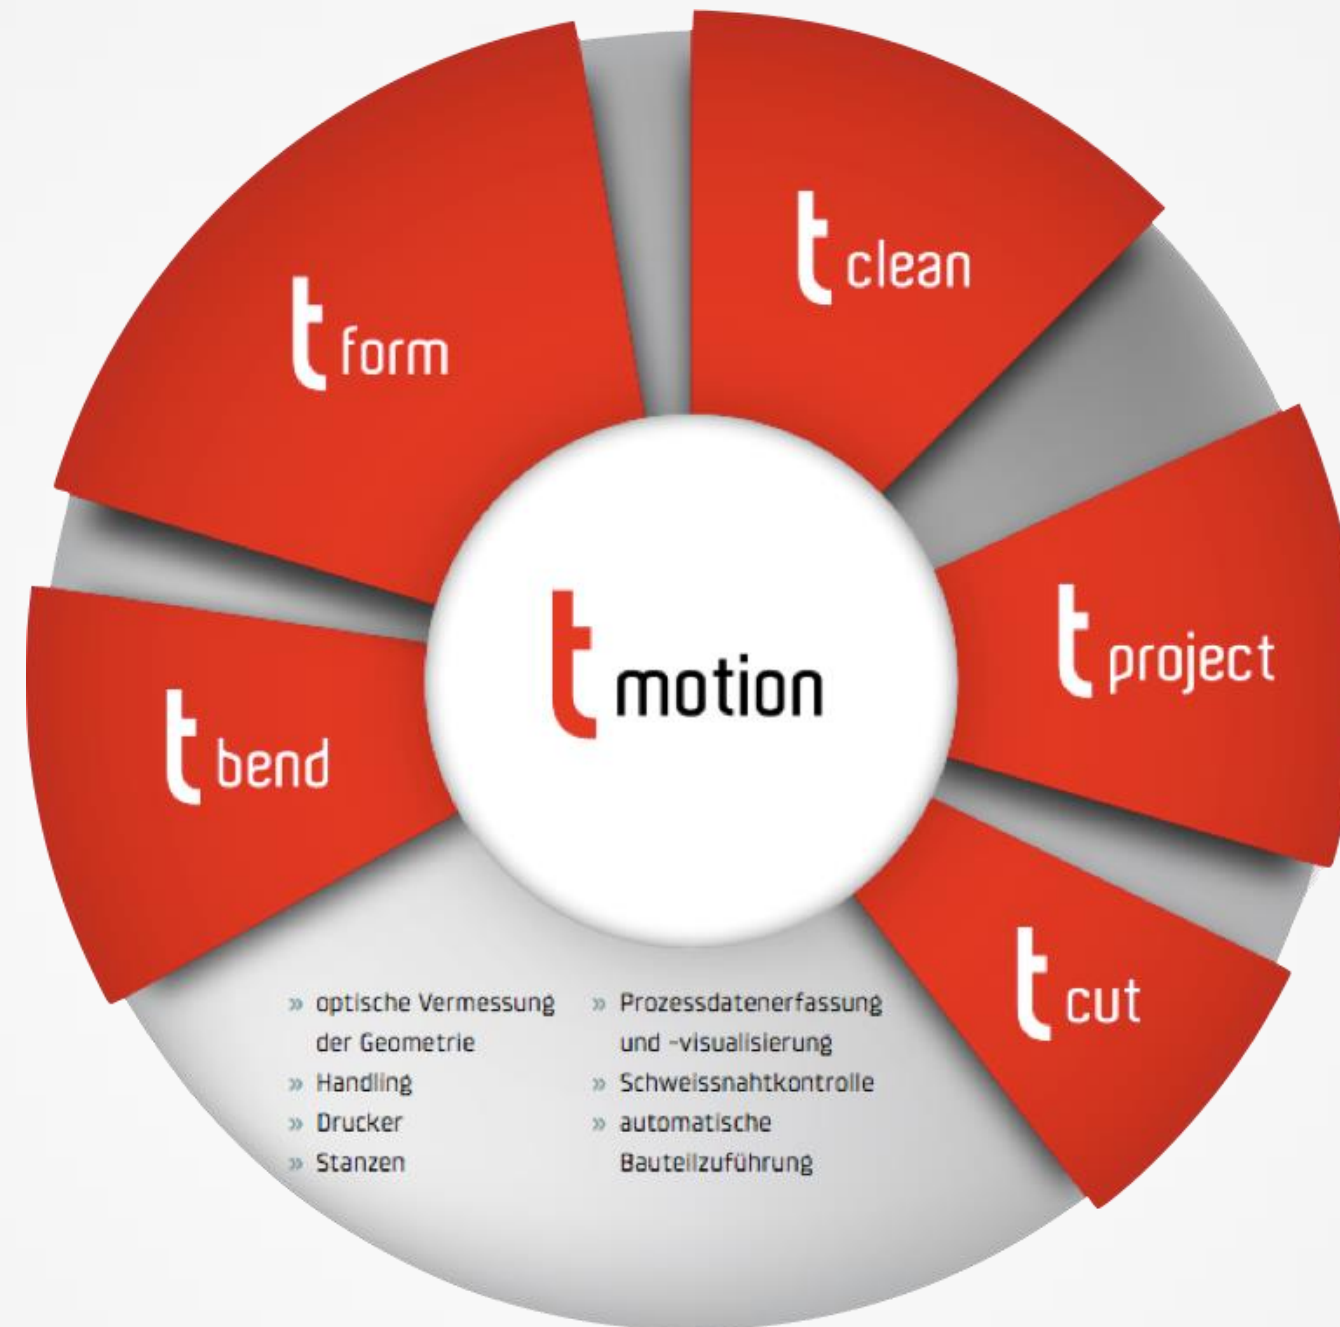 t clean
t form
t project
t motion
t bend
t cut
» optische Vermessung
der Geometrie
» Handling
» Drucker
» Stanzen
» Prozessdatenerfassung
und -visualisierung
» Schweissnahtkontrolle
» automatische
Bauteilzuführung